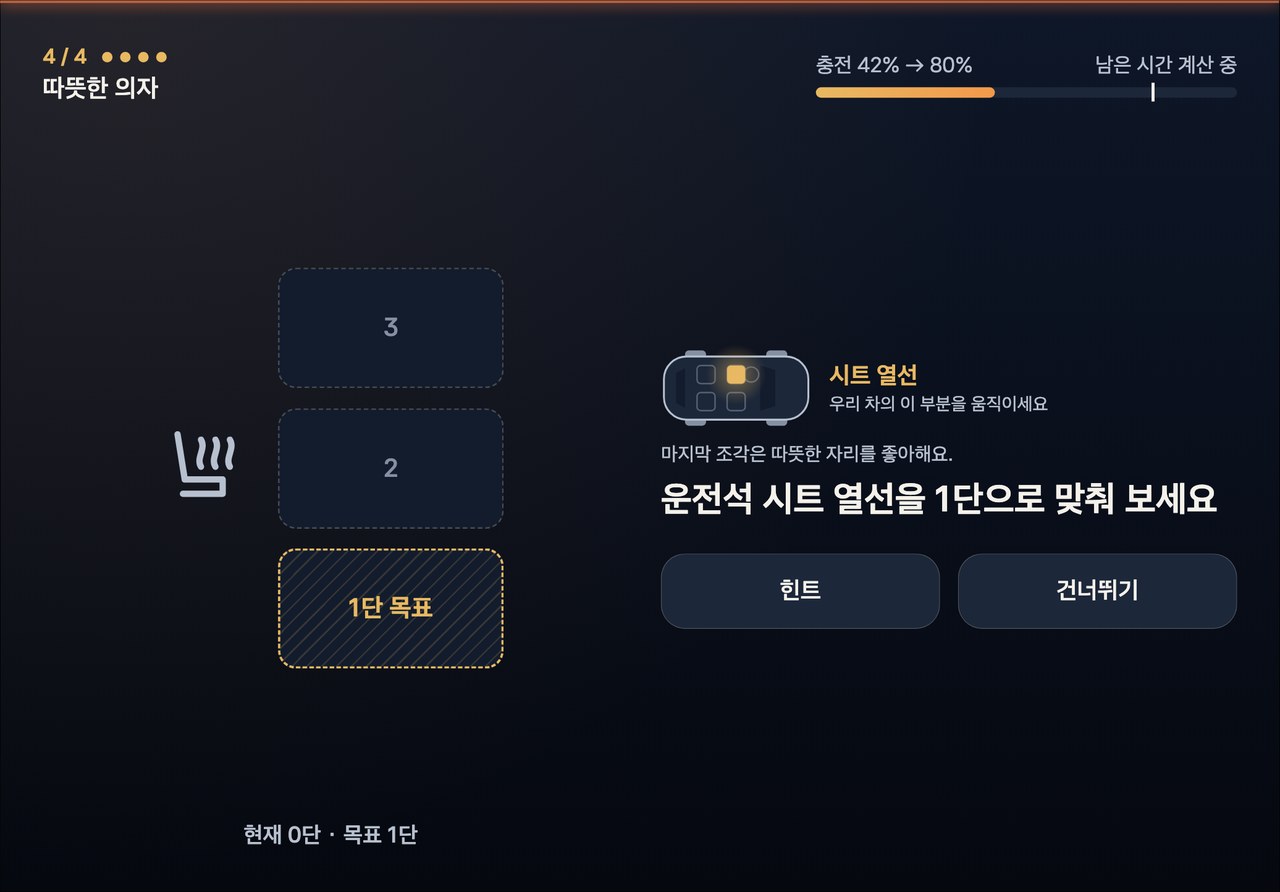 4 / 4
따뜻한 의자
충전 42% → 80%
남은 시간 계산 중
3
2
1단 목표
현재 0단 · 목표 1단
시트 열선
우리 차의 이 부분을 움직이세요
마지막 조각은 따뜻한 자리를 좋아해요.
운전석 시트 열선을 1단으로 맞춰 보세요
힌트
건너뛰기